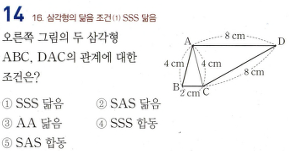 14 16. 삼각형의 닮음 조건(1) SSS 닮음
오른쪽 그림의 두 삼각형
ABC, DAC의 관계에 대한
조건은?
① SSS 닮음 ② SAS 닮음
③ AA 닮음 ④ SSS 합동
⑤ SAS 합동
A 8 cm D
4 cm 4 cm 8 cm
B 2 cm C